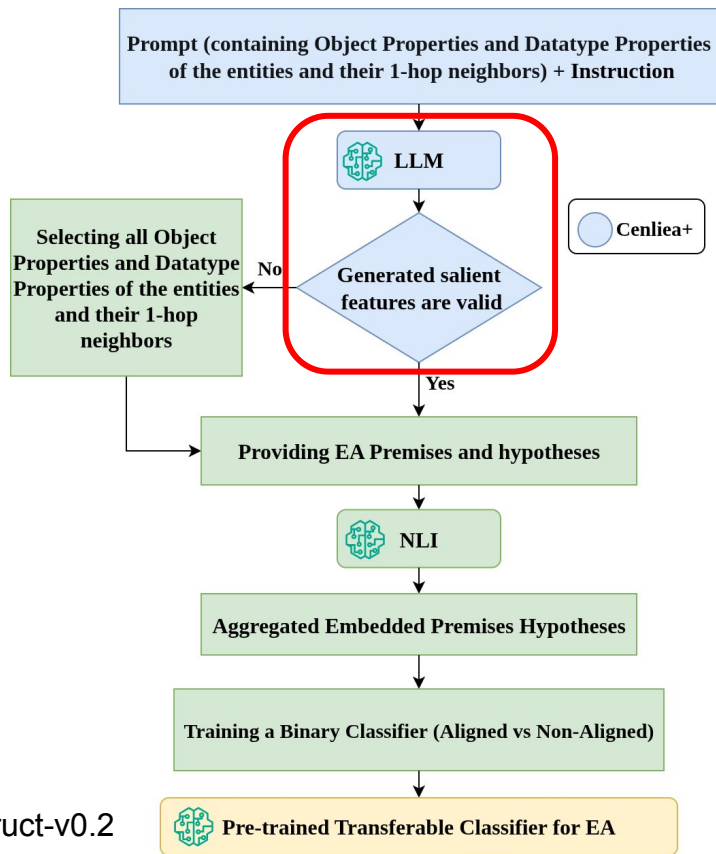 Prompt (containing Object Properties and Datatype Properties
of the entities and their 1-hop neighbors) + Instruction
LLM
Cenliea+
Selecting all Object
Properties and Datatype
Properties of the entities
and their 1-hop
neighbors
No
Generated salient
features are valid
Yes
Providing EA Premises and hypotheses
NLI
Aggregated Embedded Premises Hypotheses
Training a Binary Classifier (Aligned vs Non-Aligned)
ruct-v0.2
Pre-trained Transferable Classifier for EA